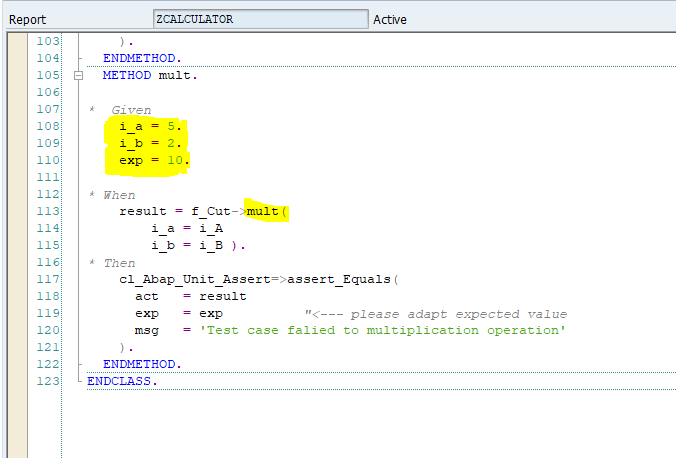 Report ZCALCULATOR Active
103 ).
104 ENDMETHOD.
105 METHOD mult.
106
107 * Given
108 i_a = 5.
109 i_b = 2.
110 exp = 10.
111
112 * When
113 result = f_Cut->mult(
114 i_a = i_A
115 i_b = i_B ).
116 * Then
117 cl_Abap_Unit_Assert=>assert_Equals(
118 act = result
119 exp = exp "<--- please adapt expected value
120 msg = 'Test case falied to multiplication operation'
121 ).
122 ENDMETHOD.
123 ENDCLASS.